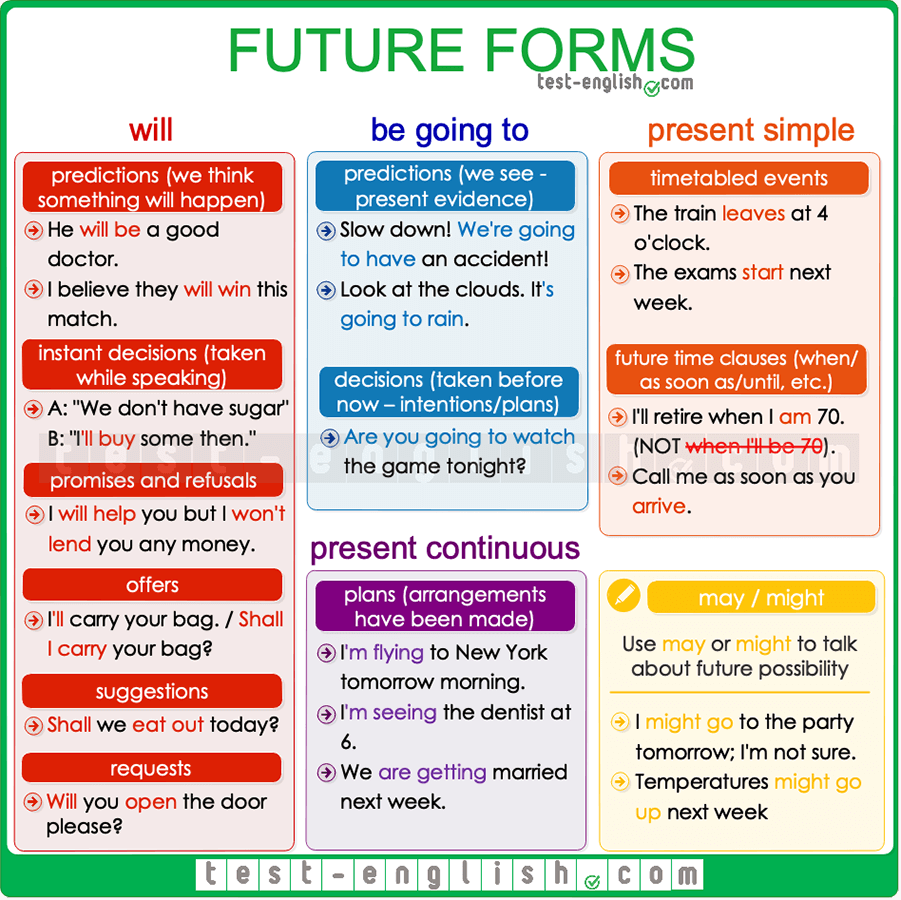 FUTURE FORMS
test-english.com
will
predictions (we think
something will happen)
He will be a good
doctor.
I believe they will win this
match.
instant decisions (taken
while speaking)
A: "We don't have sugar"
B: "I'll buy some then."
promises and refusals
I will help you but I won't
lend you any money.
offers
I'll carry your bag. / Shall
I carry your bag?
suggestions
Shall we eat out today?
requests
Will you open the door
please?
be going to
predictions (we see -
present evidence)
Slow down! We're going
to have an accident!
Look at the clouds. It's
going to rain.
decisions (taken before
now – intentions/plans)
Are you going to watch
the game tonight?
present continuous
plans (arrangements
have been made)
I'm flying to New York
tomorrow morning.
I'm seeing the dentist at
6.
We are getting married
next week.
present simple
timetabled events
The train leaves at 4
o'clock.
The exams start next
week.
future time clauses (when/
as soon as/until, etc.)
I'll retire when I am 70.
(NOT when I'll be 70).
Call me as soon as you
arrive.
may / might
Use may or might to talk
about future possibility
I might go to the party
tomorrow; I'm not sure.
Temperatures might go
up next week
test-english.com
test-english.com